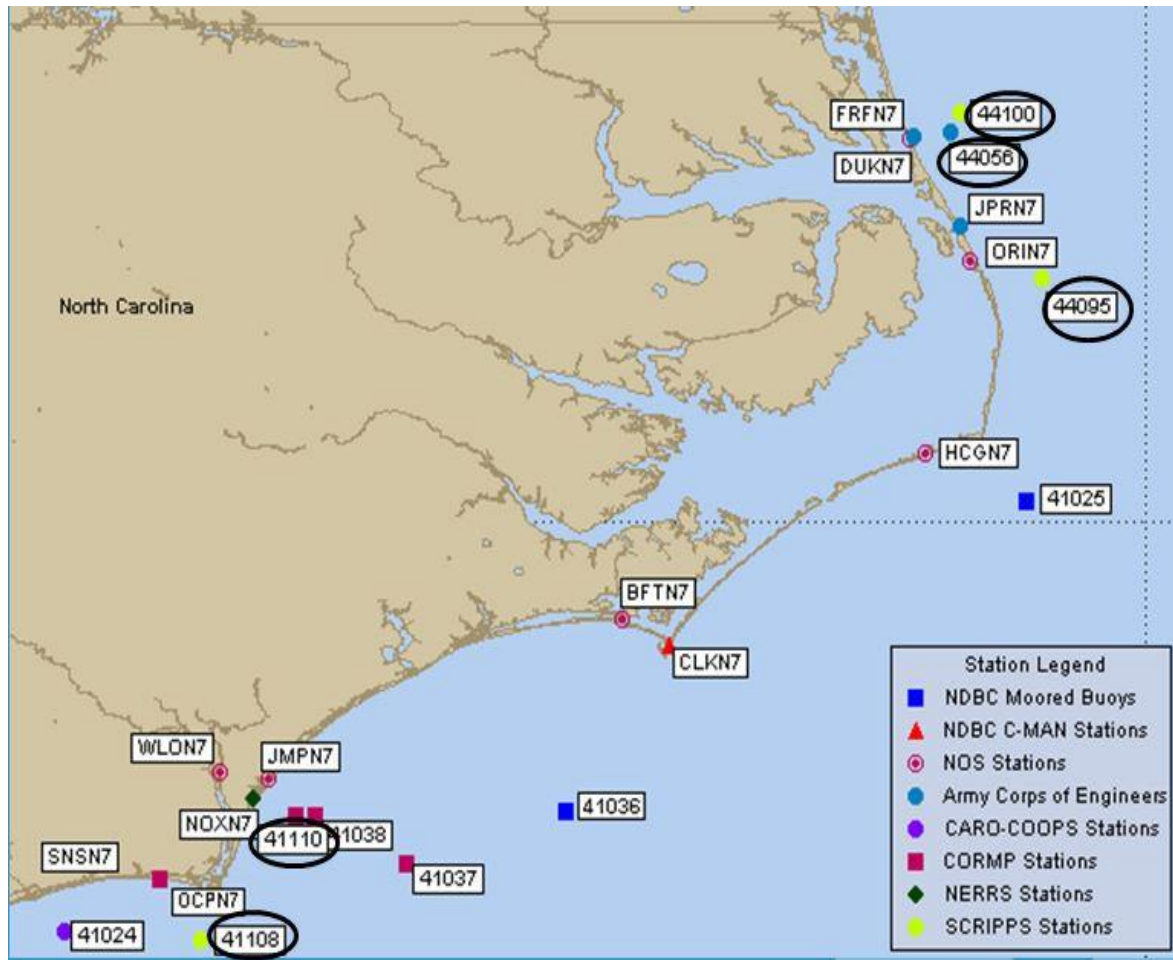 FRFN7
44100
44056
DUKN7
JPRN7
ORIN7
44095
North Carolina
HCGN7
41025
BFTN7
CLKN7
WLON7
JMPN7
NOXN7
41110
41038
41036
41037
SNSN7
OCPN7
41024
41108
Station Legend
NDBC Moored Buoys
NDBC C-MAN Stations
NOS Stations
Army Corps of Engineers
CARO-COOPS Stations
CORMP Stations
NERRS Stations
SCRIPPS Stations